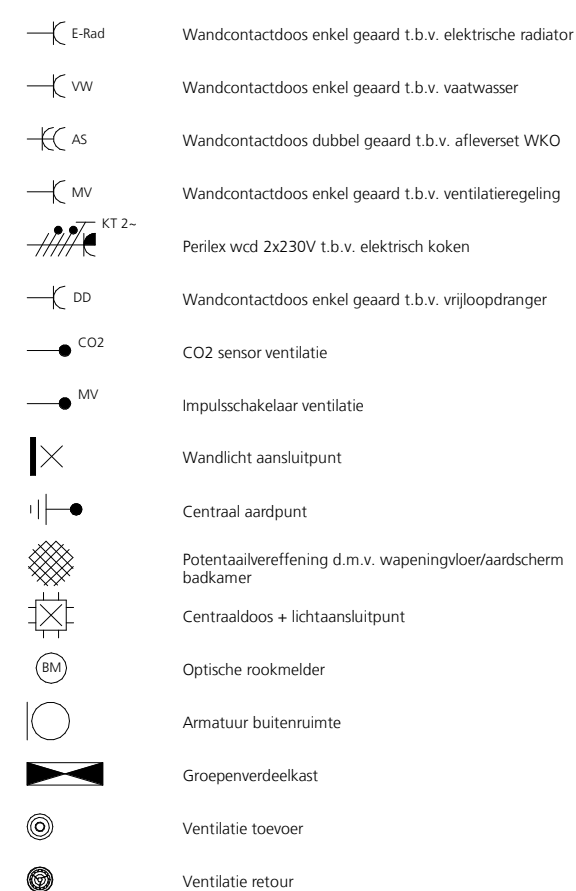 E-Rad Wandcontactdoos enkel geaard t.b.v. elektrische radiator
VW Wandcontactdoos enkel geaard t.b.v. vaatwasser
AS Wandcontactdoos dubbel geaard t.b.v. afleverset WKO
MV Wandcontactdoos enkel geaard t.b.v. ventilatieregeling
KT 2~ Perilex wcd 2x230V t.b.v. elektrisch koken
DD Wandcontactdoos enkel geaard t.b.v. vrijloopdranger
CO2 CO2 sensor ventilatie
MV Impulsschakelaar ventilatie
Wandlicht aansluitpunt
Centraal aardpunt
Potentaailvereffening d.m.v. wapeningvloer/aardscherm
badkamer
Centraaldoos + lichtaansluitpunt
BM Optische rookmelder
Armatuur buitenruimte
Groepenverdeelkast
Ventilatie toevoer
Ventilatie retour